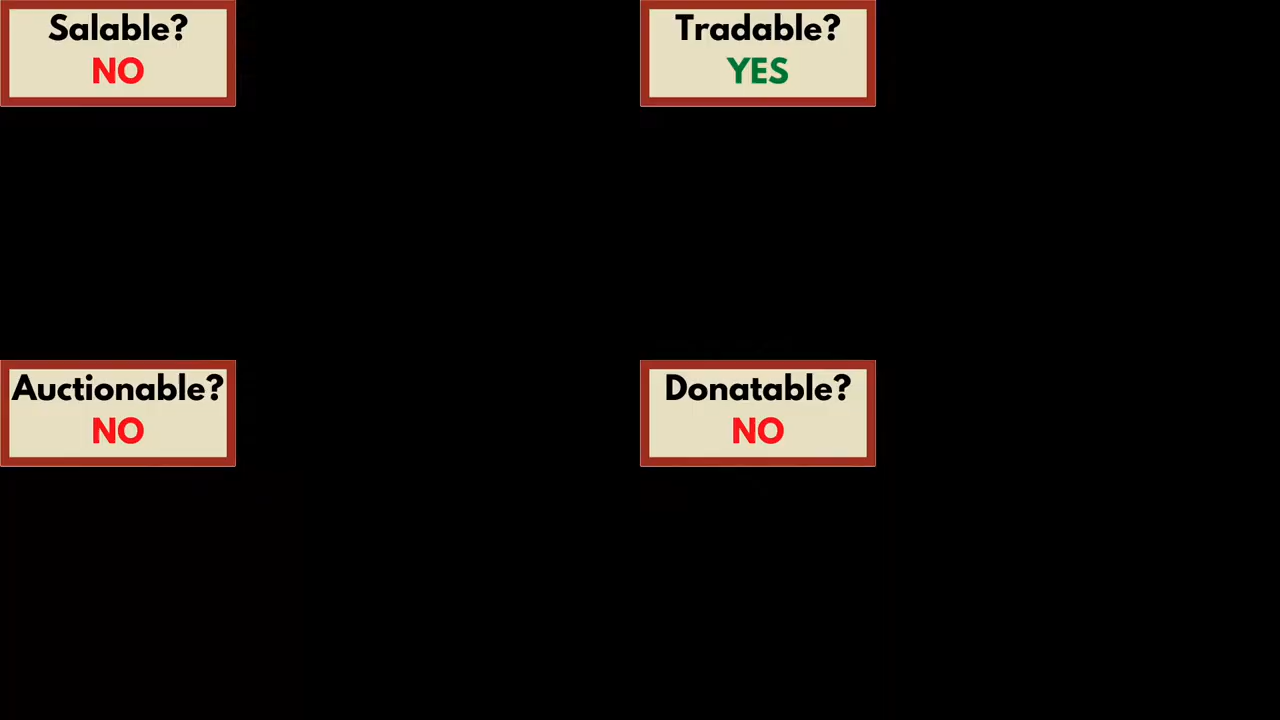 Salable?
NO
Tradable?
YES
Auctionable?
NO
Donatable?
NO